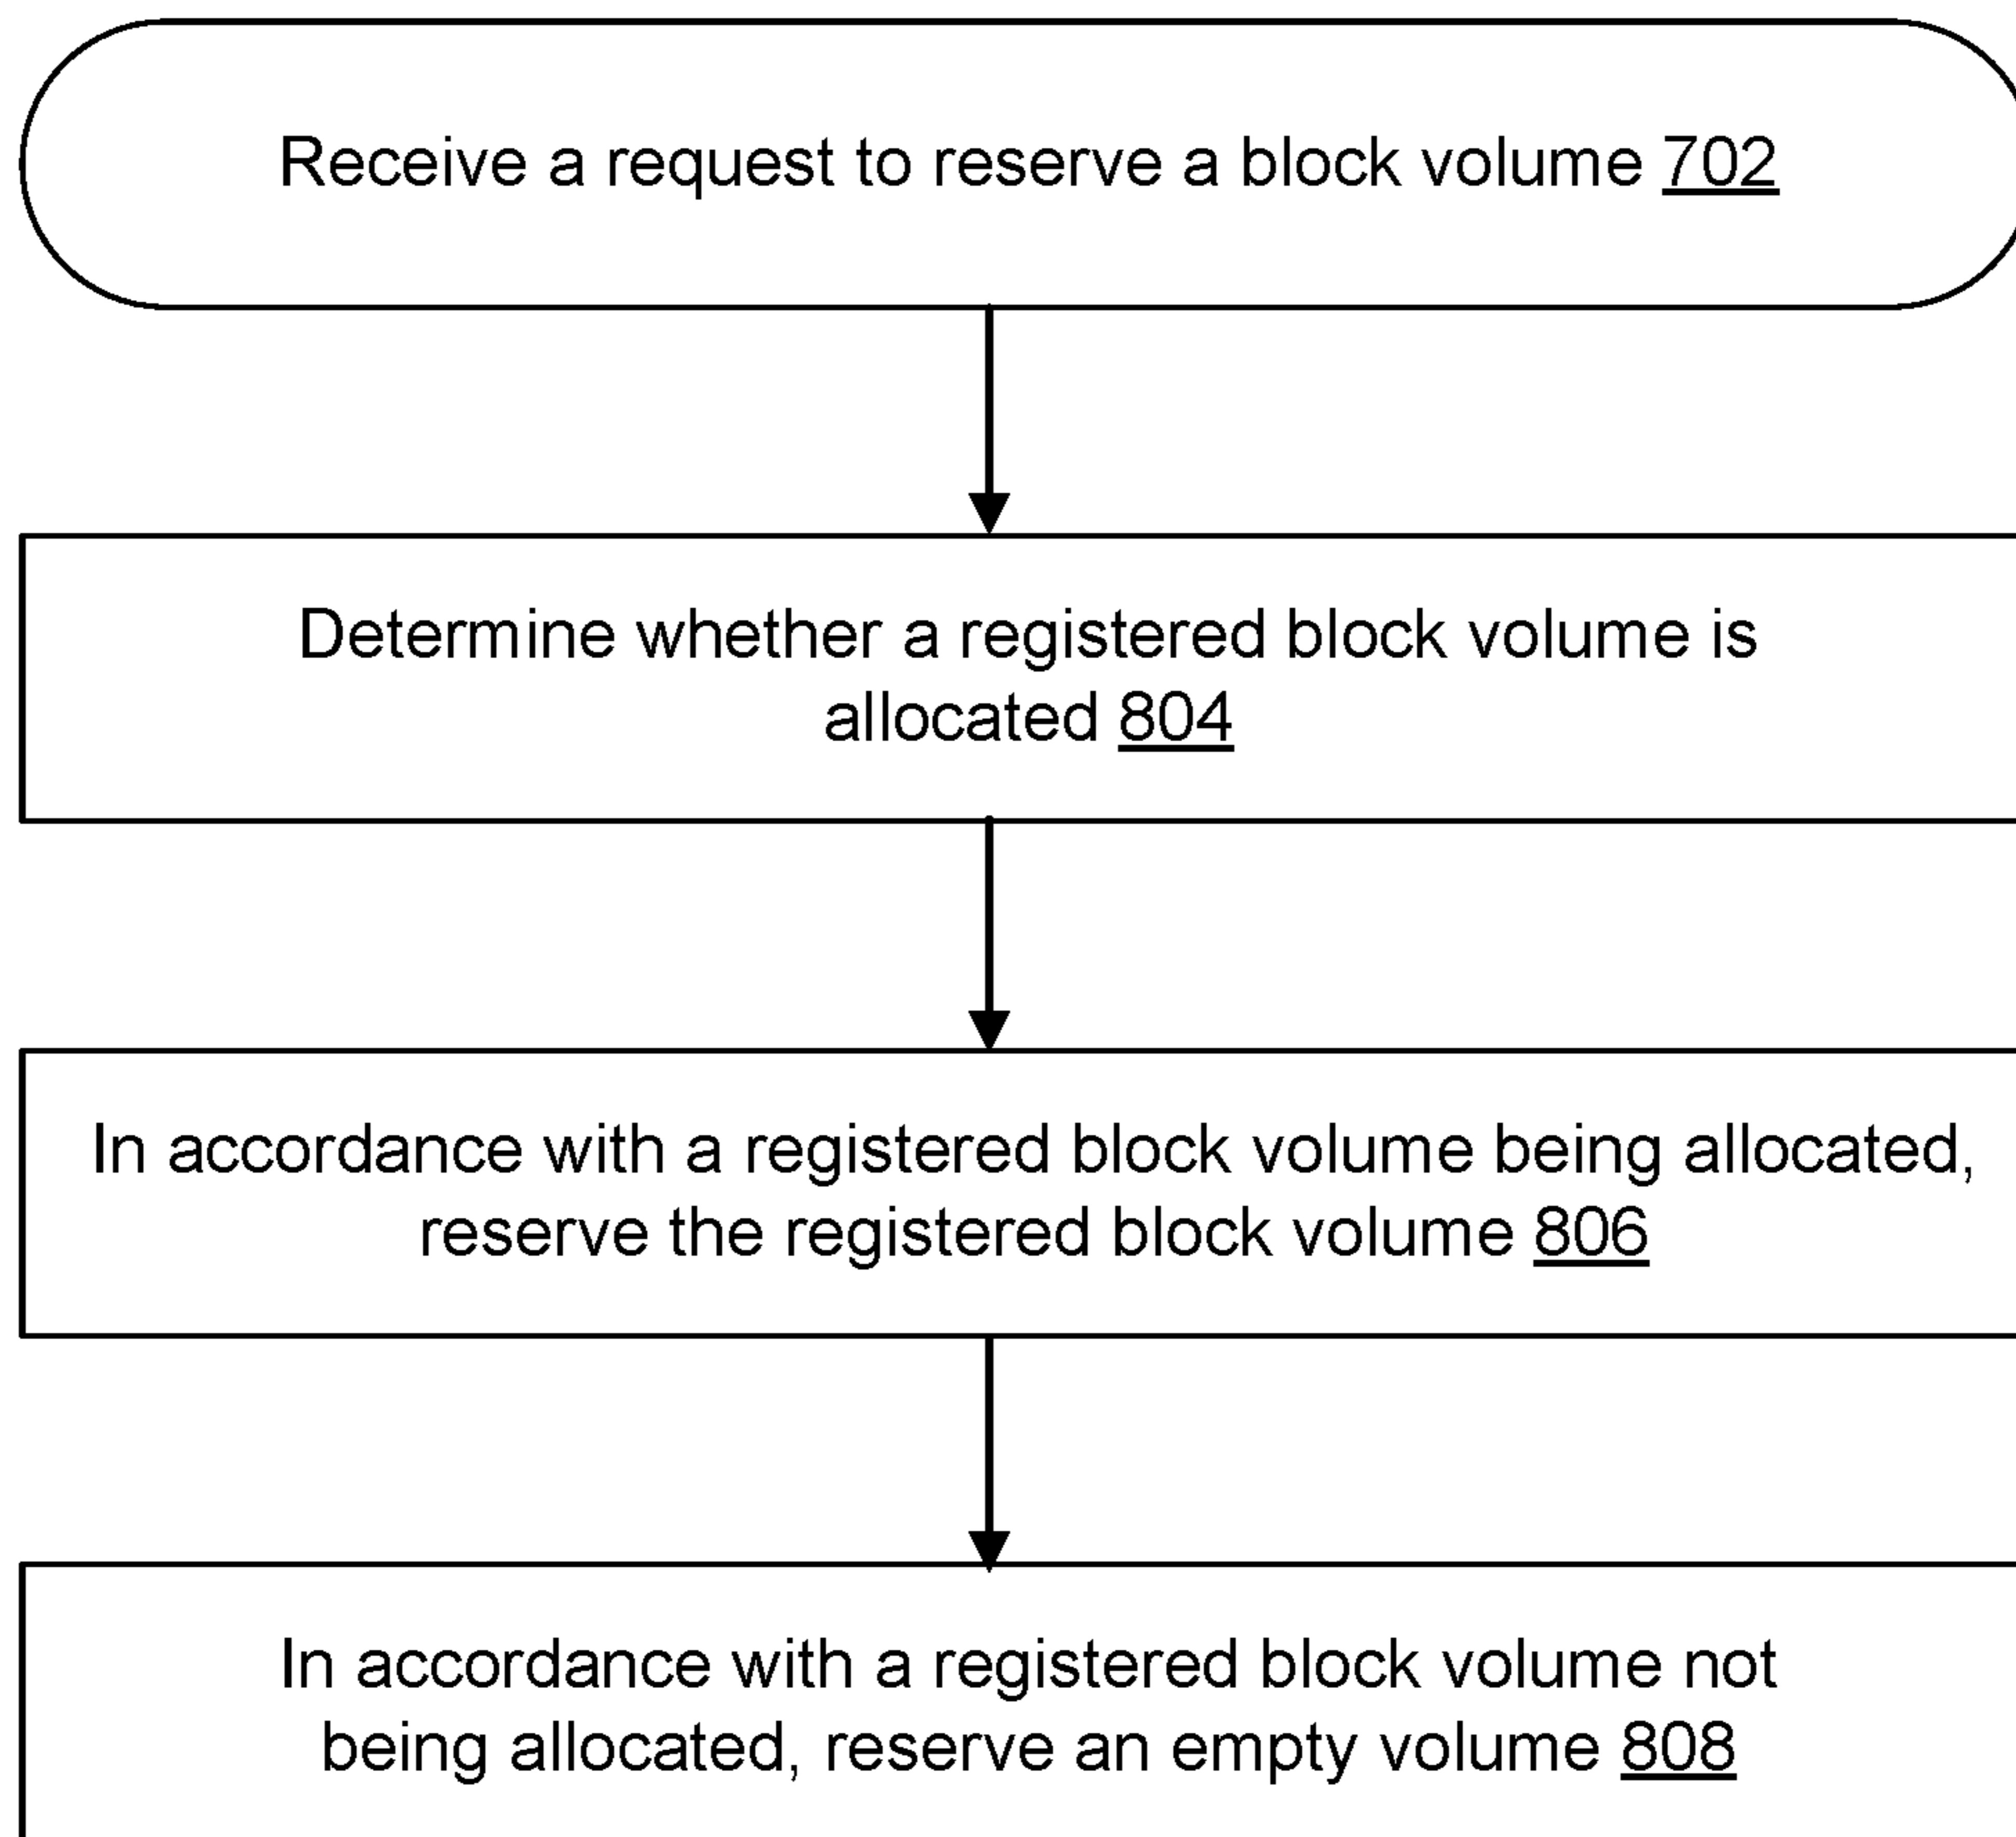 Receive a request to reserve a block volume 702
Determine whether a registered block volume is
allocated 804
In accordance with a registered block volume being allocated,
reserve the registered block volume 806
In accordance with a registered block volume not
being allocated, reserve an empty volume 808